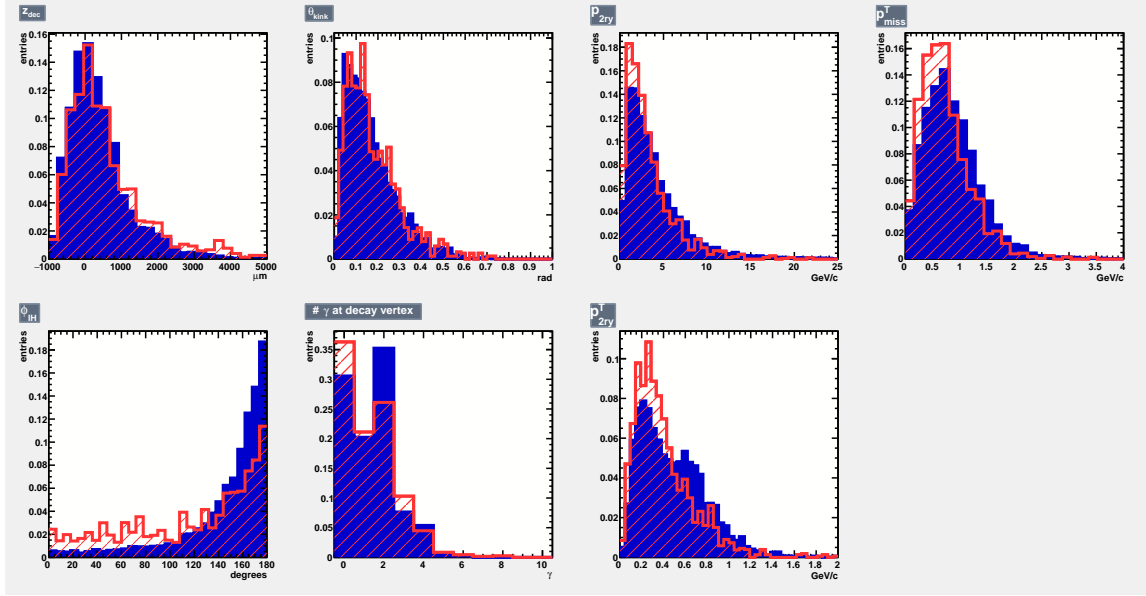 z_dec
entries
0.16
0.14
0.12
0.1
0.08
0.06
0.04
0.02
0
−1000 0 1000 2000 3000 4000 5000
μm
θ_kink
entries
0.1
0.08
0.06
0.04
0.02
0
0 0.1 0.2 0.3 0.4 0.5 0.6 0.7 0.8 0.9 1
rad
p_2ry
entries
0.18
0.16
0.14
0.12
0.1
0.08
0.06
0.04
0.02
0
0 5 10 15 20 25
GeV/c
p^T_miss
entries
0.16
0.14
0.12
0.1
0.08
0.06
0.04
0.02
0
0 0.5 1 1.5 2 2.5 3 3.5 4
GeV/c
ϕ_lH
entries
0.18
0.16
0.14
0.12
0.1
0.08
0.06
0.04
0.02
0
0 20 40 60 80 100 120 140 160 180
degrees
# γ at decay vertex
entries
0.35
0.3
0.25
0.2
0.15
0.1
0.05
0
0 2 4 6 8 10
γ
p^T_2ry
entries
0.1
0.08
0.06
0.04
0.02
0
0 0.2 0.4 0.6 0.8 1 1.2 1.4 1.6 1.8 2
GeV/c